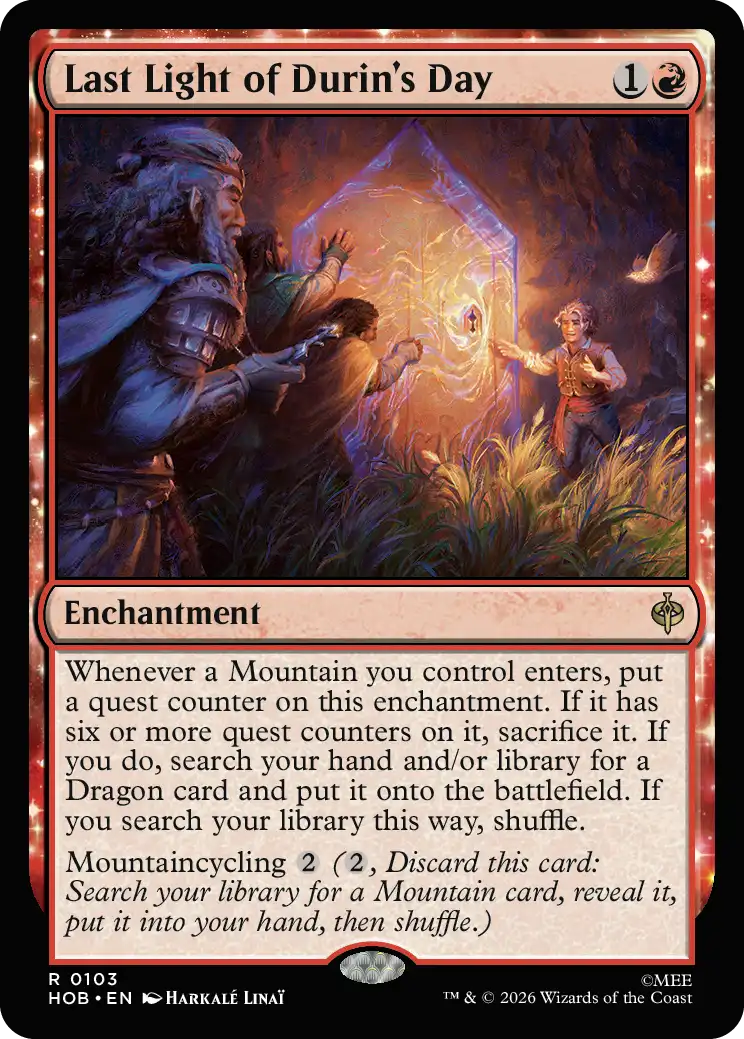 Last Light of Durin's Day 1
Enchantment
Whenever a Mountain you control enters, put
a quest counter on this enchantment. If it has
six or more quest counters on it, sacrifice it. If
you do, search your hand and/or library for a
Dragon card and put it onto the battlefield. If
you search your library this way, shuffle.
Mountaincycling 2 (2, Discard this card:
Search your library for a Mountain card, reveal it,
put it into your hand, then shuffle.)
R 0103
HOB • EN Harkalé Linaï
©MEE
™ & © 2026 Wizards of the Coast